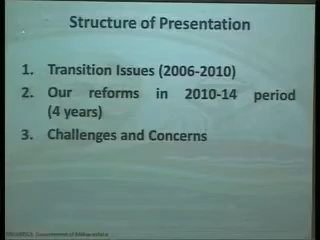 Structure of Presentation
1. Transition Issues (2006-2010)
2. Our reforms in 2010-14 period
(4 years)
3. Challenges and Concerns